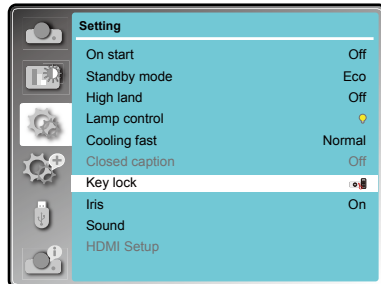 Setting
On start Off
Standby mode Eco
High land Off
Lamp control
Cooling fast Normal
Closed caption Off
Key lock
Iris On
Sound
HDMI Setup